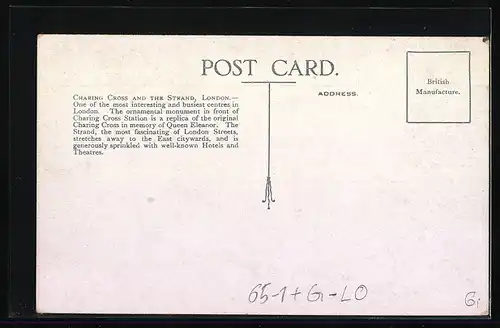 POST CARD.
British
Manufacture.
ADDRESS.
CHARING CROSS AND THE STRAND, LONDON.—
One of the most interesting and busiest centres in
London. The ornamental monument in front of
Charing Cross Station is a replica of the original
Charing Cross in memory of Queen Eleanor. The
Strand, the most fascinating of London Streets,
stretches away to the East citywards, and is
generously sprinkled with well-known Hotels and
Theatres.
65-1+G-LO